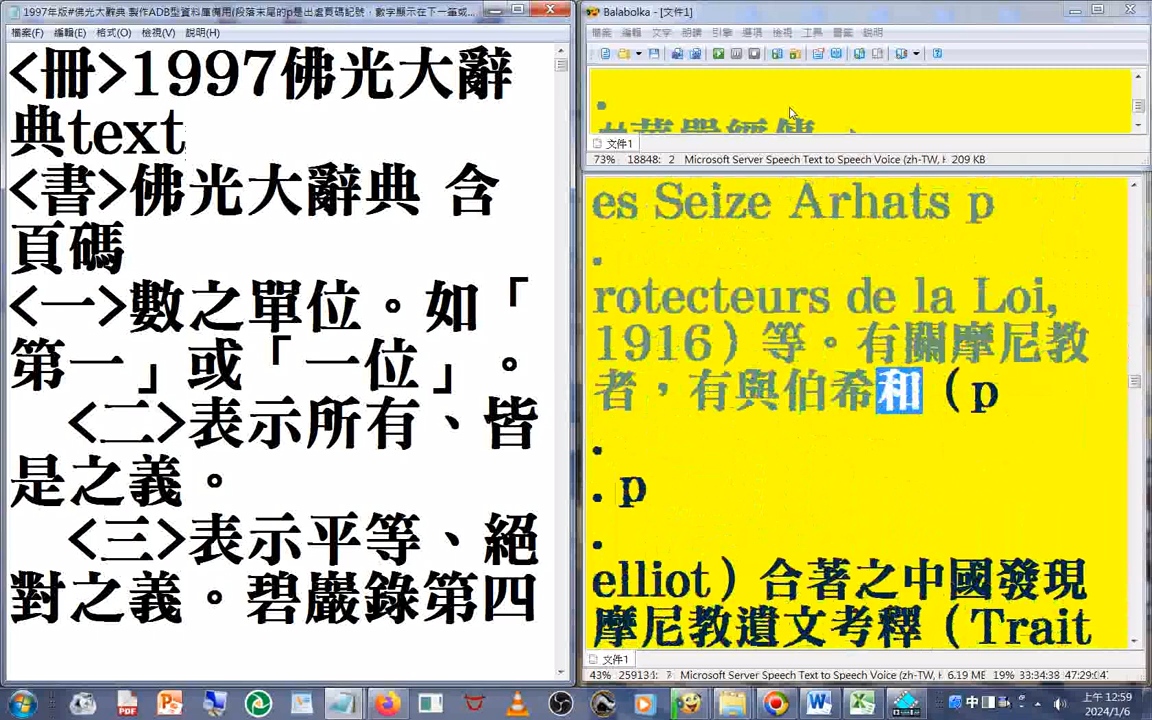 1997年版#佛光大辭典 製作ADB型資料庫備用(段落末尾的p是出處頁碼記號，數字顯示在下一筆或...
檔案(F) 編輯(E) 格式(O) 檢視(V) 說明(H)
<冊>1997佛光大辭
典text
<書>佛光大辭典 含
頁碼
<一>數之單位。如「
第一」或「一位」。
<二>表示所有、皆
是之義。
<三>表示平等、絕
對之義。碧巖錄第四
Balabolka - [文件1]
檔案 編輯 文字 朗讀 引擎 選項 檢視 工具 書籤 說明
.
#華嚴經傳、
文件1
73% 18848: 2 Microsoft Server Speech Text to Speech Voice (zh-TW, H 209 KB
es Seize Arhats p
.
rotecteurs de la Loi,
1916) 等。有關摩尼教
者，有與伯希和 (p
.
. p
.
elliot) 合著之中國發現
摩尼教遺文考釋 (Trait
文件1
43% 259134: Microsoft Server Speech Text to Speech Voice (zh-TW, 6.19 MB 19% 33:34:38 47:29:04
中
上午 12:59
2024/1/6